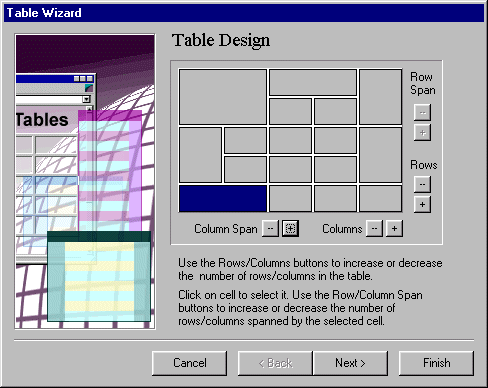 Table Wizard
Table Design
Tables
Row
Span
--
+
Rows
--
+
Column Span -- + Columns -- +
Use the Rows/Columns buttons to increase or decrease
the number of rows/columns in the table.
Click on cell to select it. Use the Row/Column Span
buttons to increase or decrease the number of
rows/columns spanned by the selected cell.
Cancel < Back Next > Finish